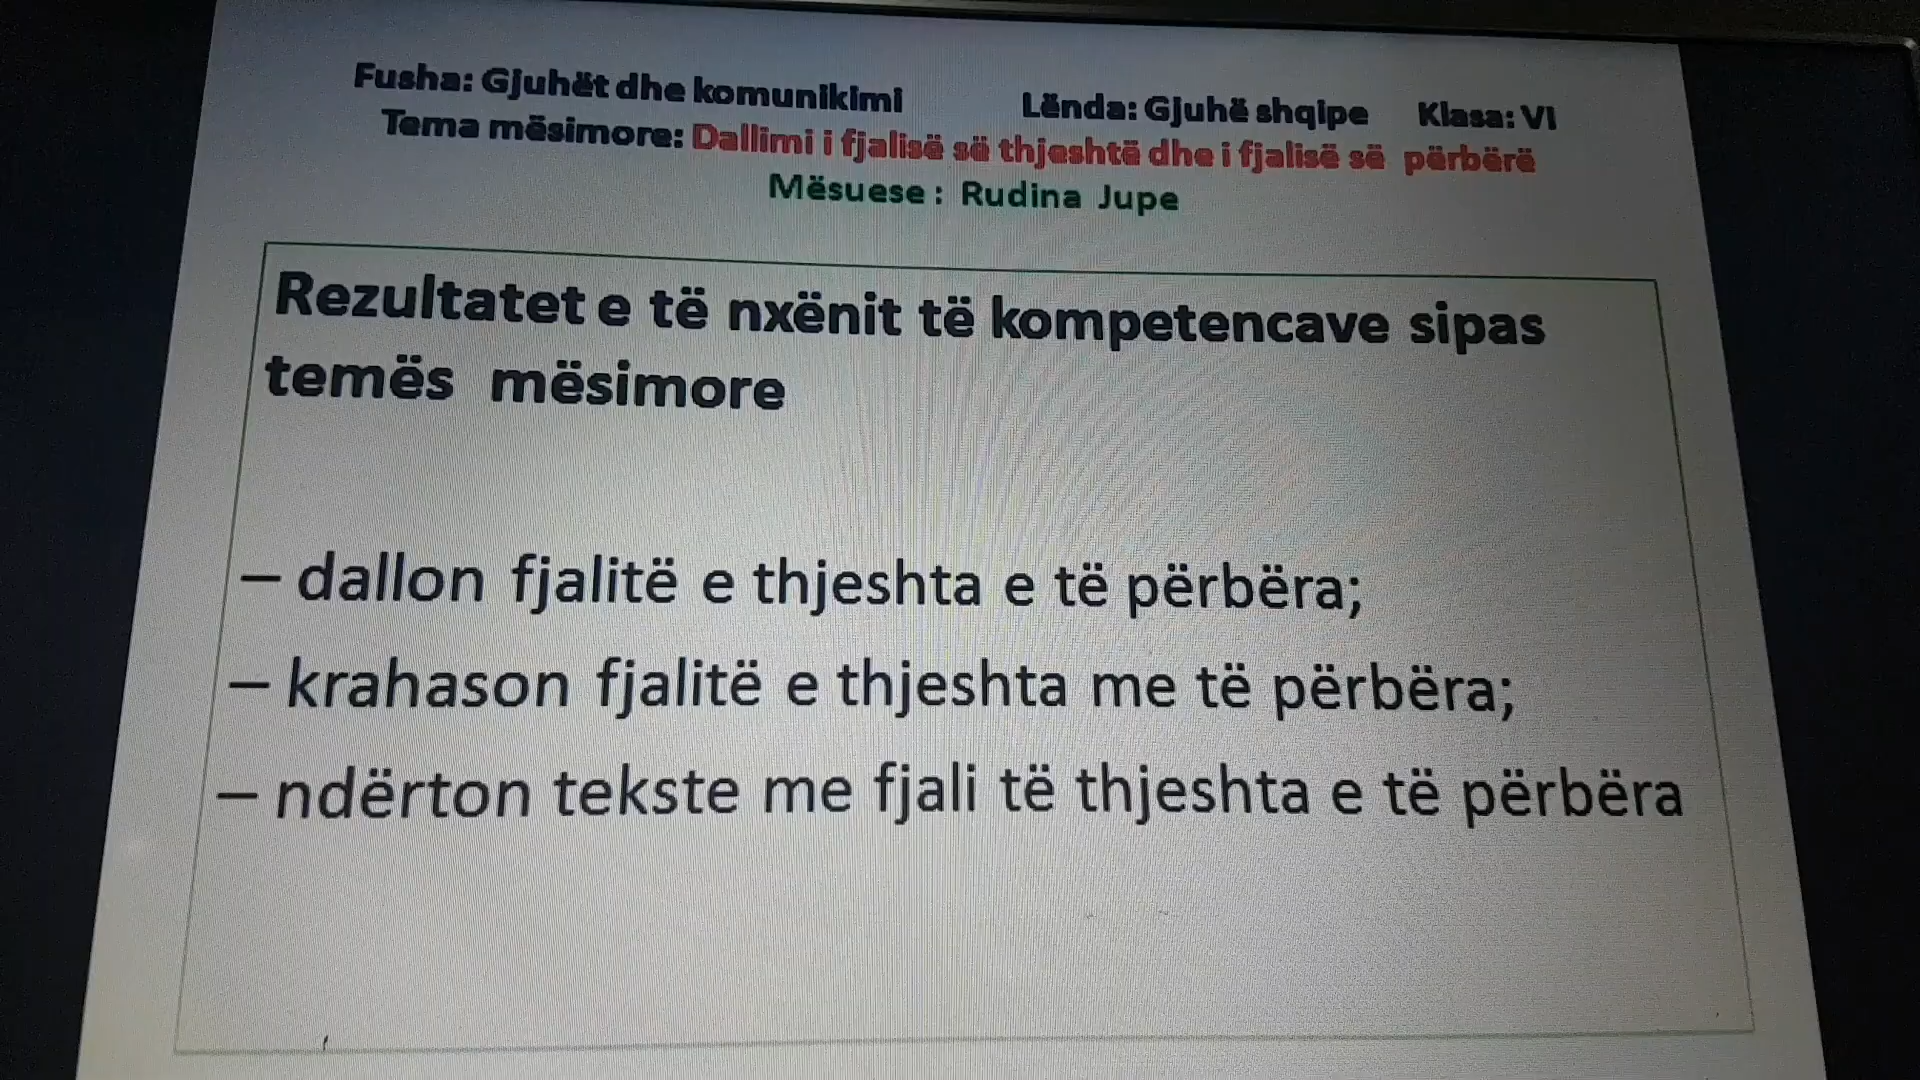 Fusha: Gjuhët dhe komunikimi Lënda: Gjuhë shqipe Klasa: VI
Tema mësimore: Dallimi i fjalisë së thjeshtë dhe i fjalisë së përbërë
Mësuese : Rudina Jupe
Rezultatet e të nxënit të kompetencave sipas
temës mësimore
– dallon fjalitë e thjeshta e të përbëra;
– krahason fjalitë e thjeshta me të përbëra;
– ndërton tekste me fjali të thjeshta e të përbëra